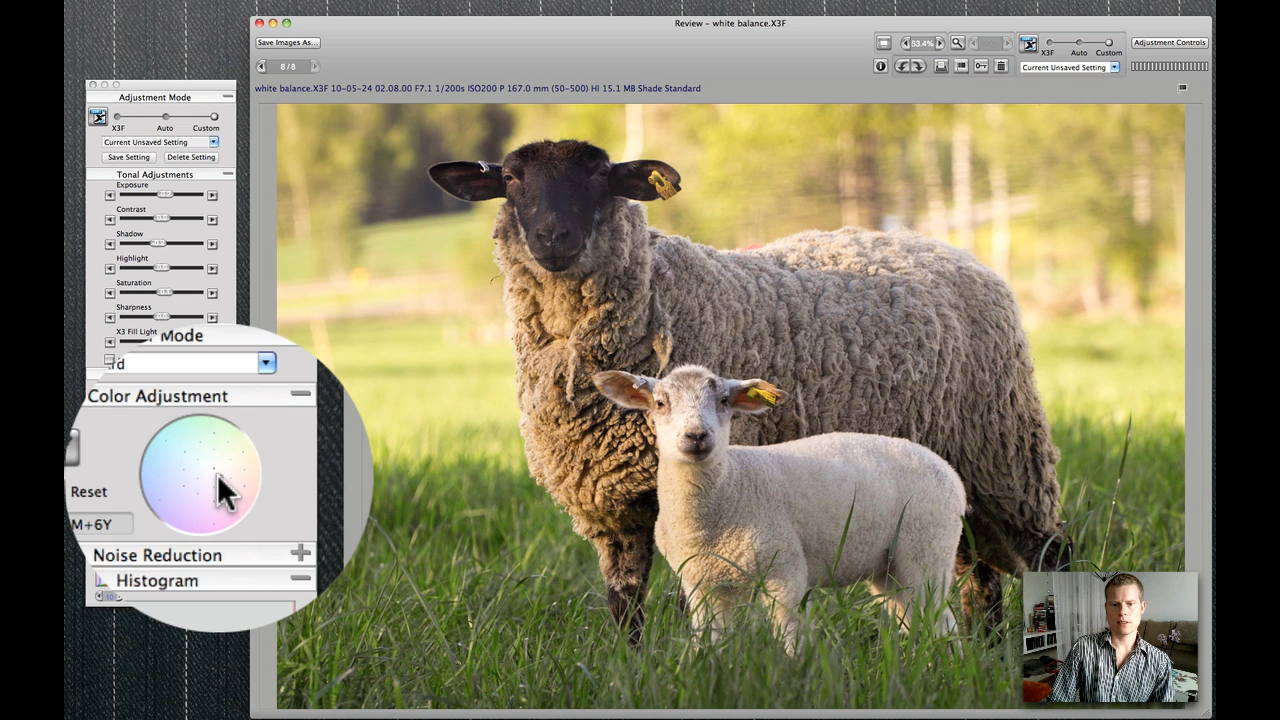 Review - white balance.X3F
Save Images As...
53.4%
X3F Auto Custom
Adjustment Controls
8/8
Current Unsaved Setting
white balance.X3F 10-05-24 02.08.00 F7.1 1/200s ISO200 P 167.0 mm (50-500) HI 15.1 MB Shade Standard
Adjustment Mode
X3F Auto Custom
Current Unsaved Setting
Save Setting Delete Setting
Tonal Adjustments
Exposure
Contrast
Shadow
Highlight
Saturation
Sharpness
X3 Fill Light
Mode
rd
Color Adjustment
Reset
M+6Y
Noise Reduction
Histogram